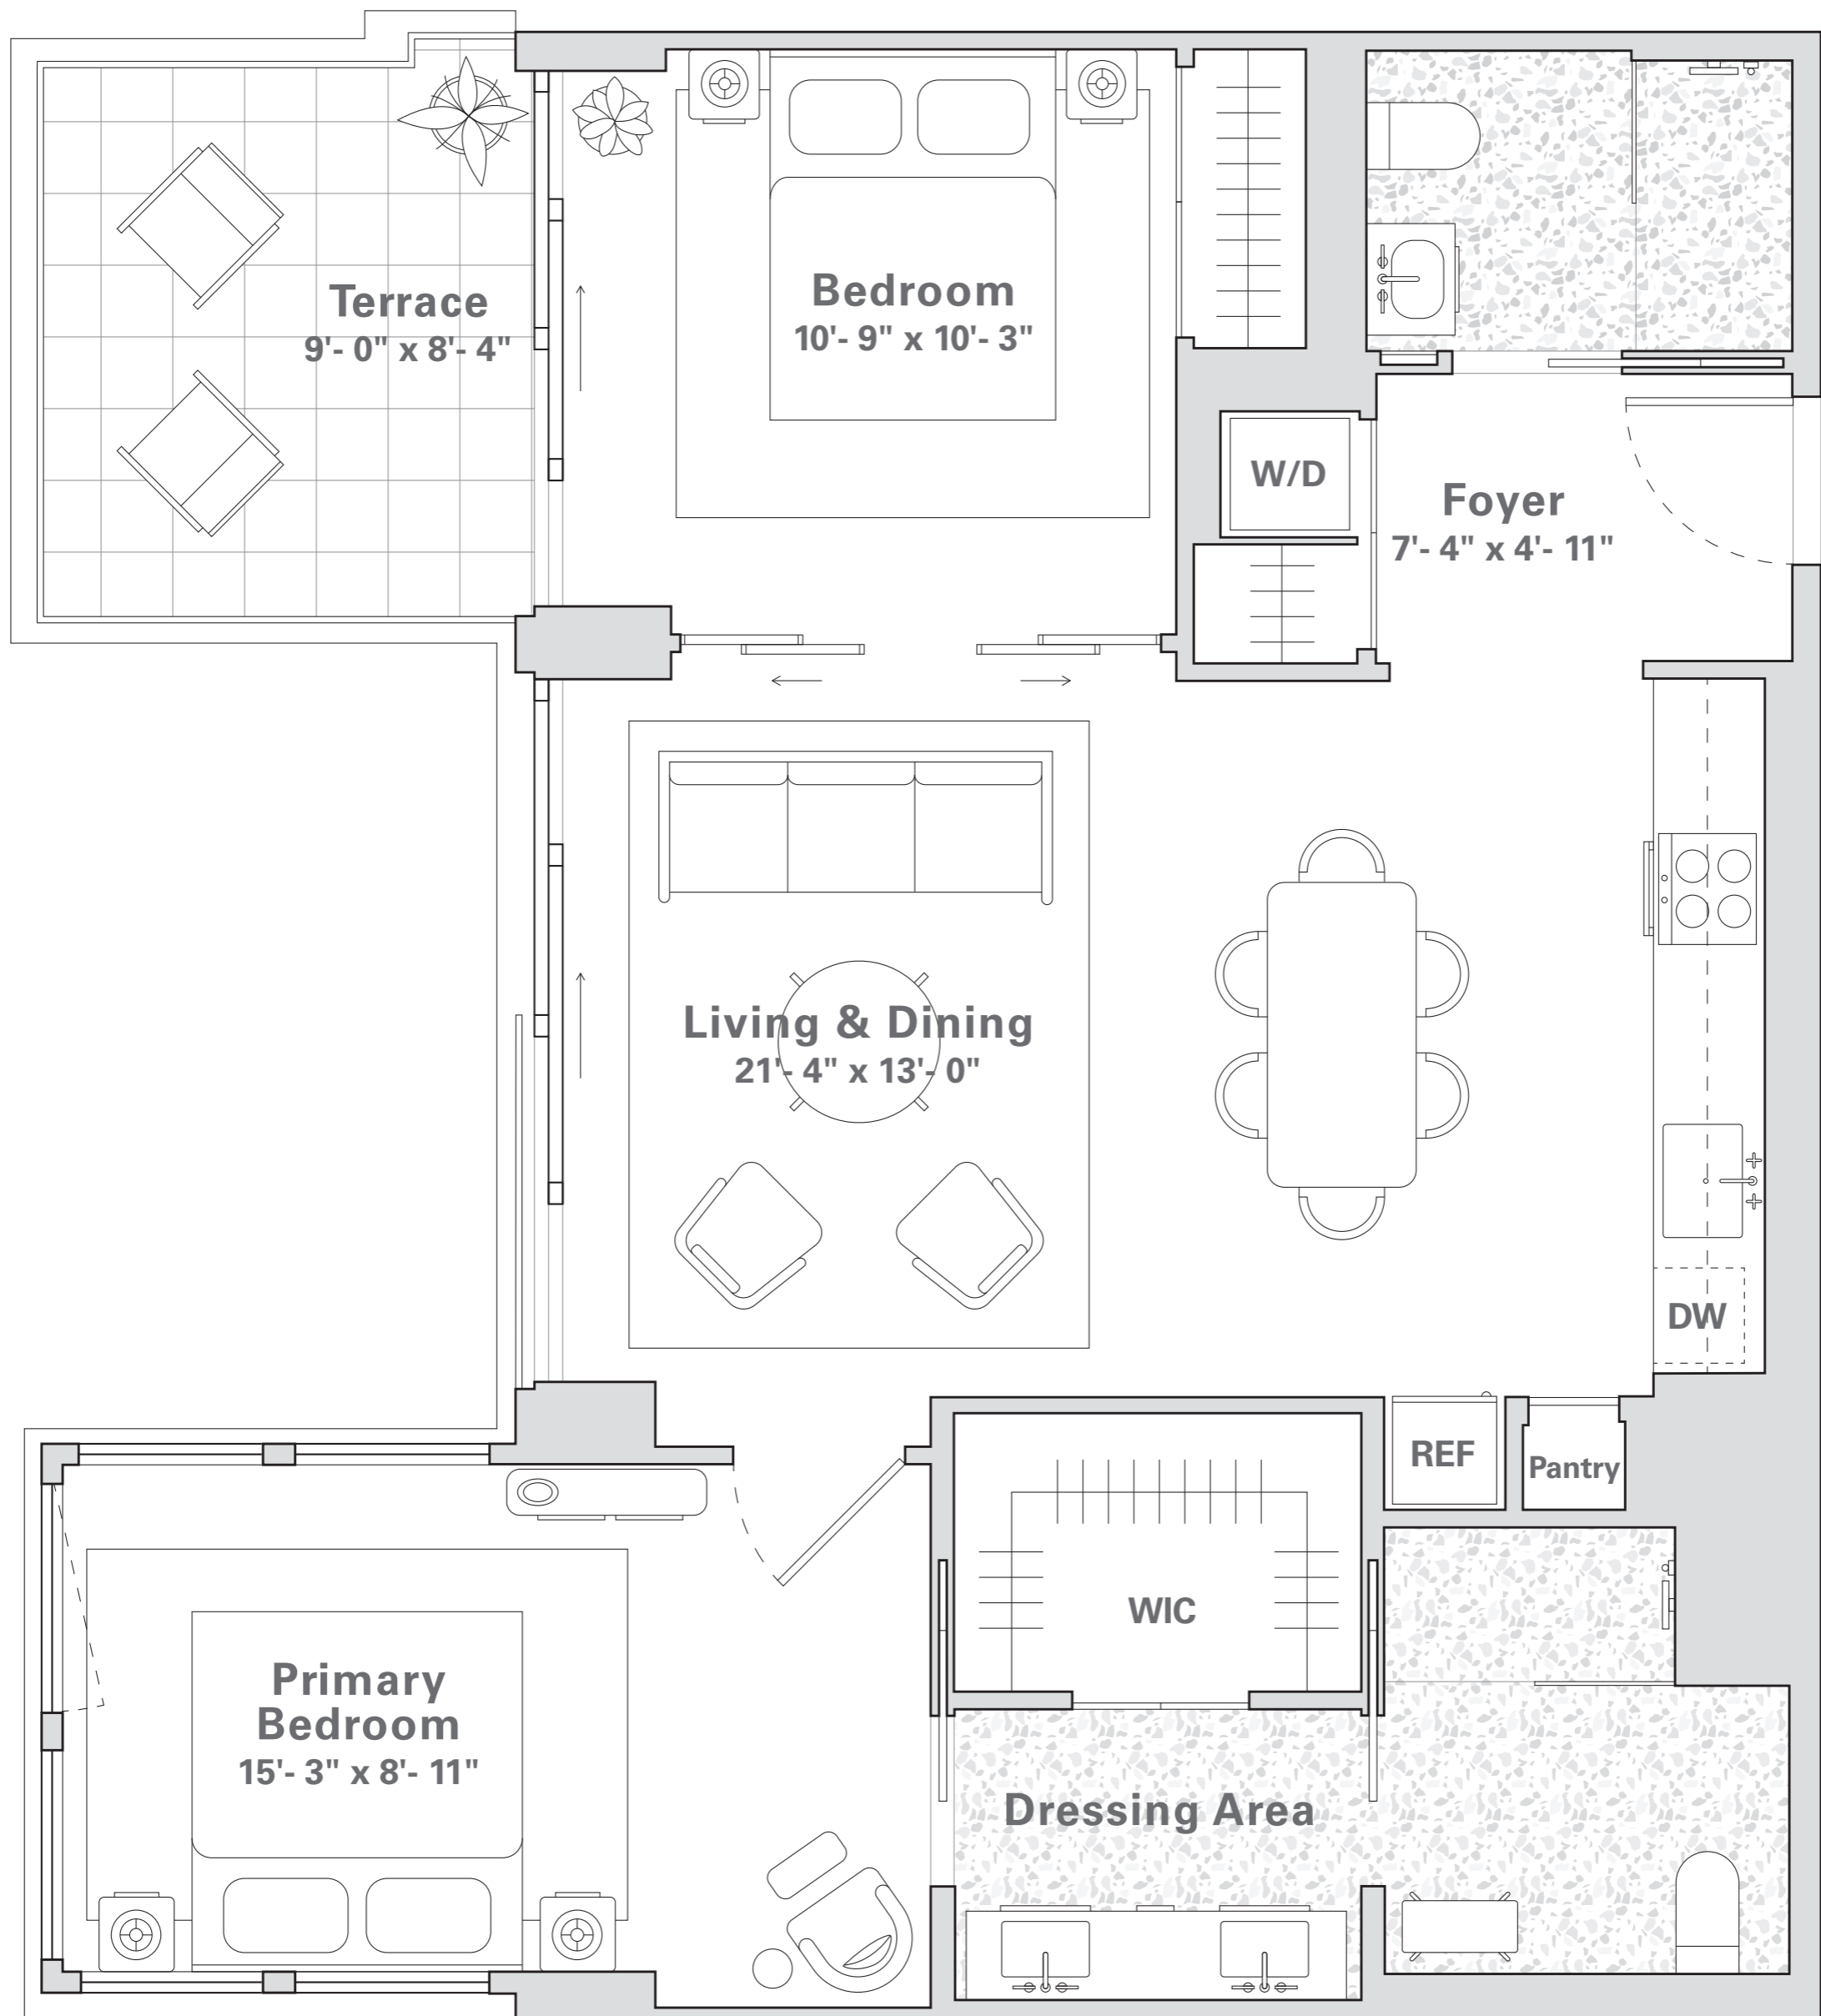 Terrace
9'- 0" x 8'- 4"
Bedroom
10'- 9" x 10'- 3"
W/D
Foyer
7'- 4" x 4'- 11"
Living & Dining
21'- 4" x 13'- 0"
DW
REF
Pantry
WIC
Primary
Bedroom
15'- 3" x 8'- 11"
Dressing Area